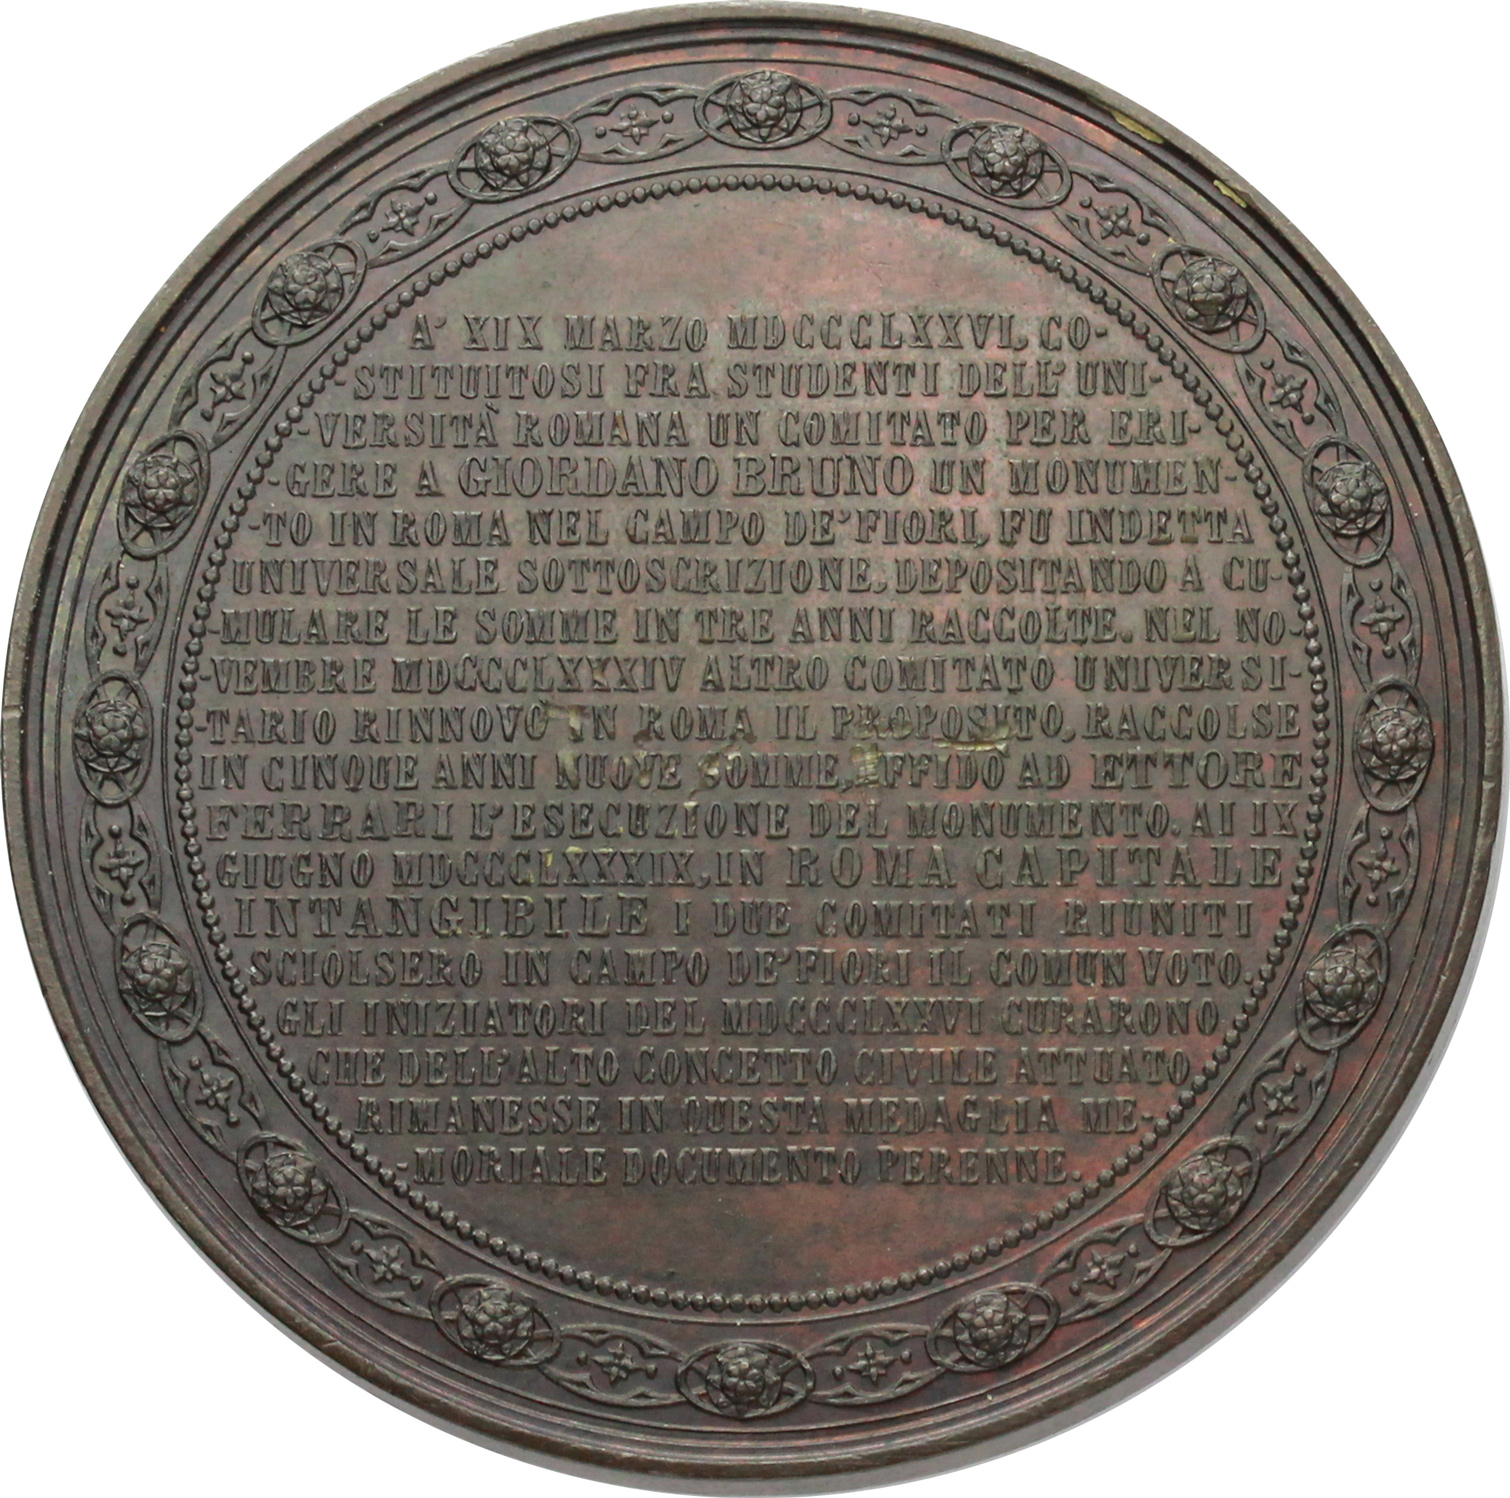 A' XIX MARZO MDCCCLXXVI, CO-
-STITUITOSI FRA STUDENTI DELL' UNI-
-VERSITÀ ROMANA UN COMITATO PER ERI-
-GERE A GIORDANO BRUNO UN MONUMEN-
-TO IN ROMA NEL CAMPO DE' FIORI, FU INDETTA
UNIVERSALE SOTTOSCRIZIONE, DEPOSITANDO A CU-
-MULARE LE SOMME IN TRE ANNI RACCOLTE. NEL NO-
-VEMBRE MDCCCLXXXIV ALTRO COMITATO UNIVERSI-
-TARIO RINNOVÒ IN ROMA IL PROPOSITO, RACCOLSE
IN CINQUE ANNI NUOVE SOMME, AFFIDÒ AD ETTORE
FERRARI L'ESECUZIONE DEL MONUMENTO. AI IX
GIUGNO MDCCCLXXXIX, IN ROMA CAPITALE
INTANGIBILE I DUE COMITATI RIUNITI
SCIOLSERO IN CAMPO DE' FIORI IL COMUN VOTO.
GLI INIZIATORI DEL MDCCCLXXVI CURARONO
CHE DELL'ALTO CONCETTO CIVILE ATTUATO
RIMANESSE IN QUESTA MEDAGLIA ME-
-MORIALE DOCUMENTO PERENNE.